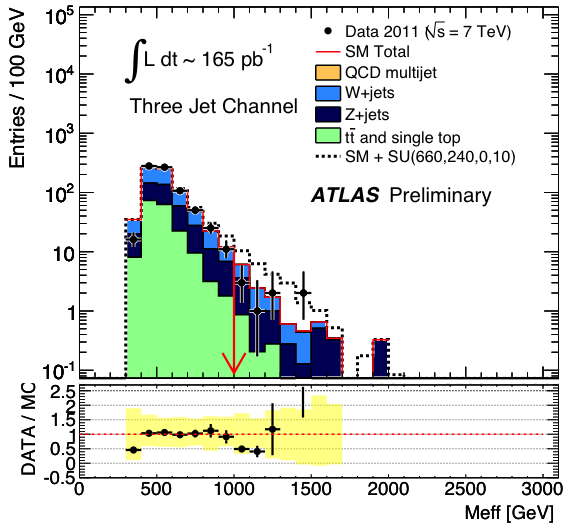 Entries / 100 GeV
10⁵
10⁴
10³
10²
10
1
10⁻¹
∫L dt ~ 165 pb⁻¹
Three Jet Channel
Data 2011 (√s = 7 TeV)
SM Total
QCD multijet
W+jets
Z+jets
tt̄ and single top
SM + SU(660,240,0,10)
ATLAS Preliminary
DATA / MC
2.5
2
1.5
1
0.5
0
-0.5
0 500 1000 1500 2000 2500 3000
Meff [GeV]